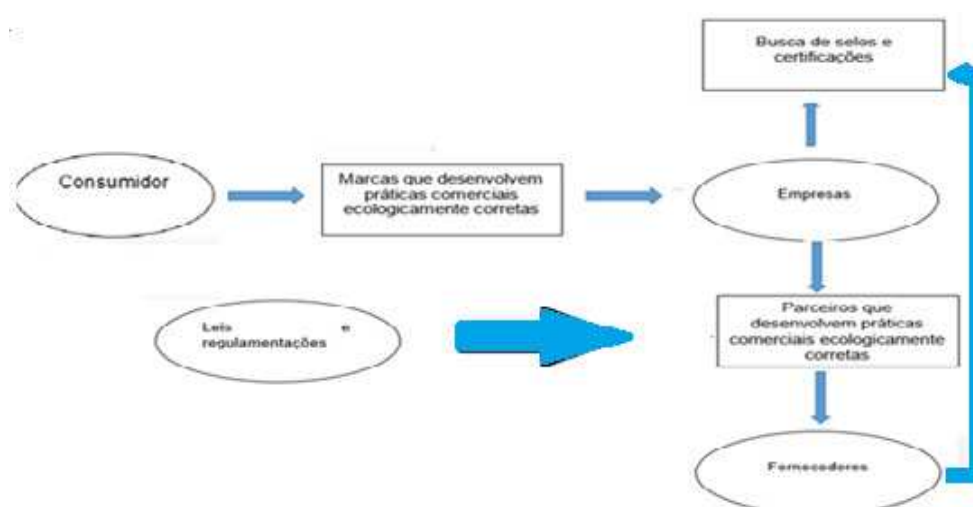 Busca de selos e
certificações
Consumidor
Marcas que desenvolvem
práticas comerciais
ecologicamente corretas
Empresas
Leis e
regulamentações
Parceiros que
desenvolvem práticas
comerciais ecologicamente
corretas
Fornecedores